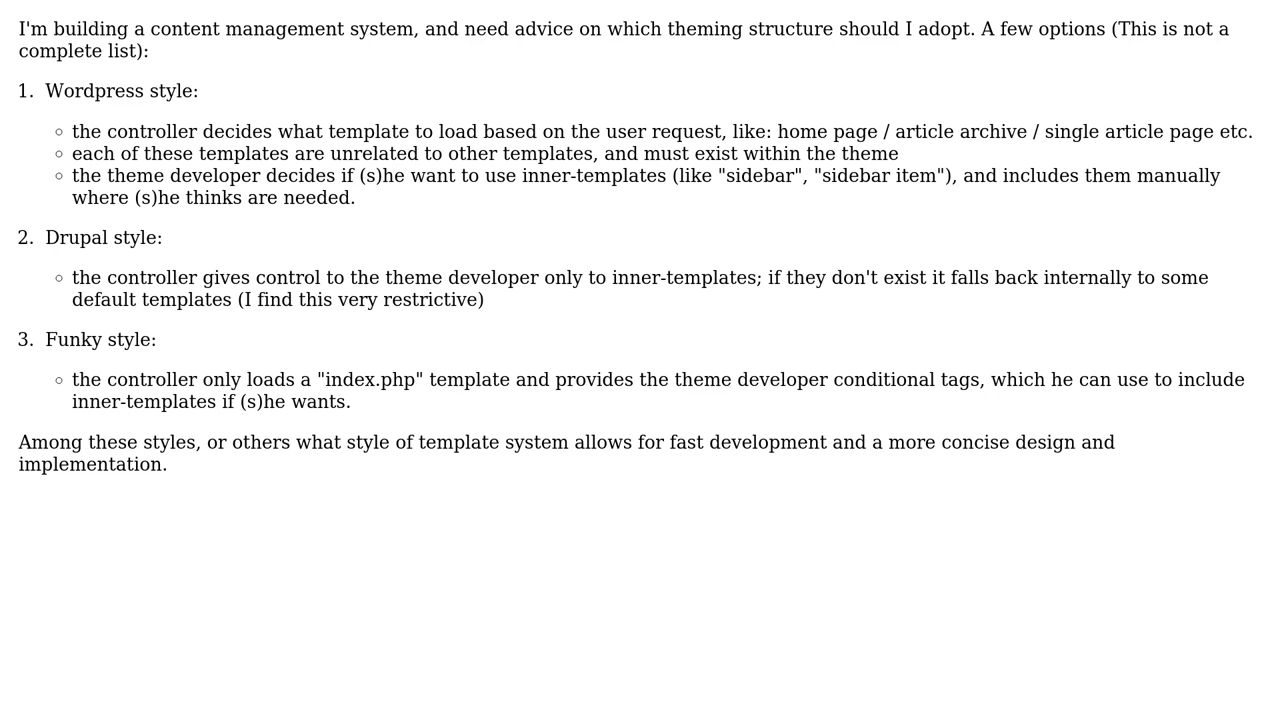 I'm building a content management system, and need advice on which theming structure should I adopt. A few options (This is not a
complete list):
1. Wordpress style:
◦ the controller decides what template to load based on the user request, like: home page / article archive / single article page etc.
◦ each of these templates are unrelated to other templates, and must exist within the theme
◦ the theme developer decides if (s)he want to use inner-templates (like "sidebar", "sidebar item"), and includes them manually
where (s)he thinks are needed.
2. Drupal style:
◦ the controller gives control to the theme developer only to inner-templates; if they don't exist it falls back internally to some
default templates (I find this very restrictive)
3. Funky style:
◦ the controller only loads a "index.php" template and provides the theme developer conditional tags, which he can use to include
inner-templates if (s)he wants.
Among these styles, or others what style of template system allows for fast development and a more concise design and
implementation.